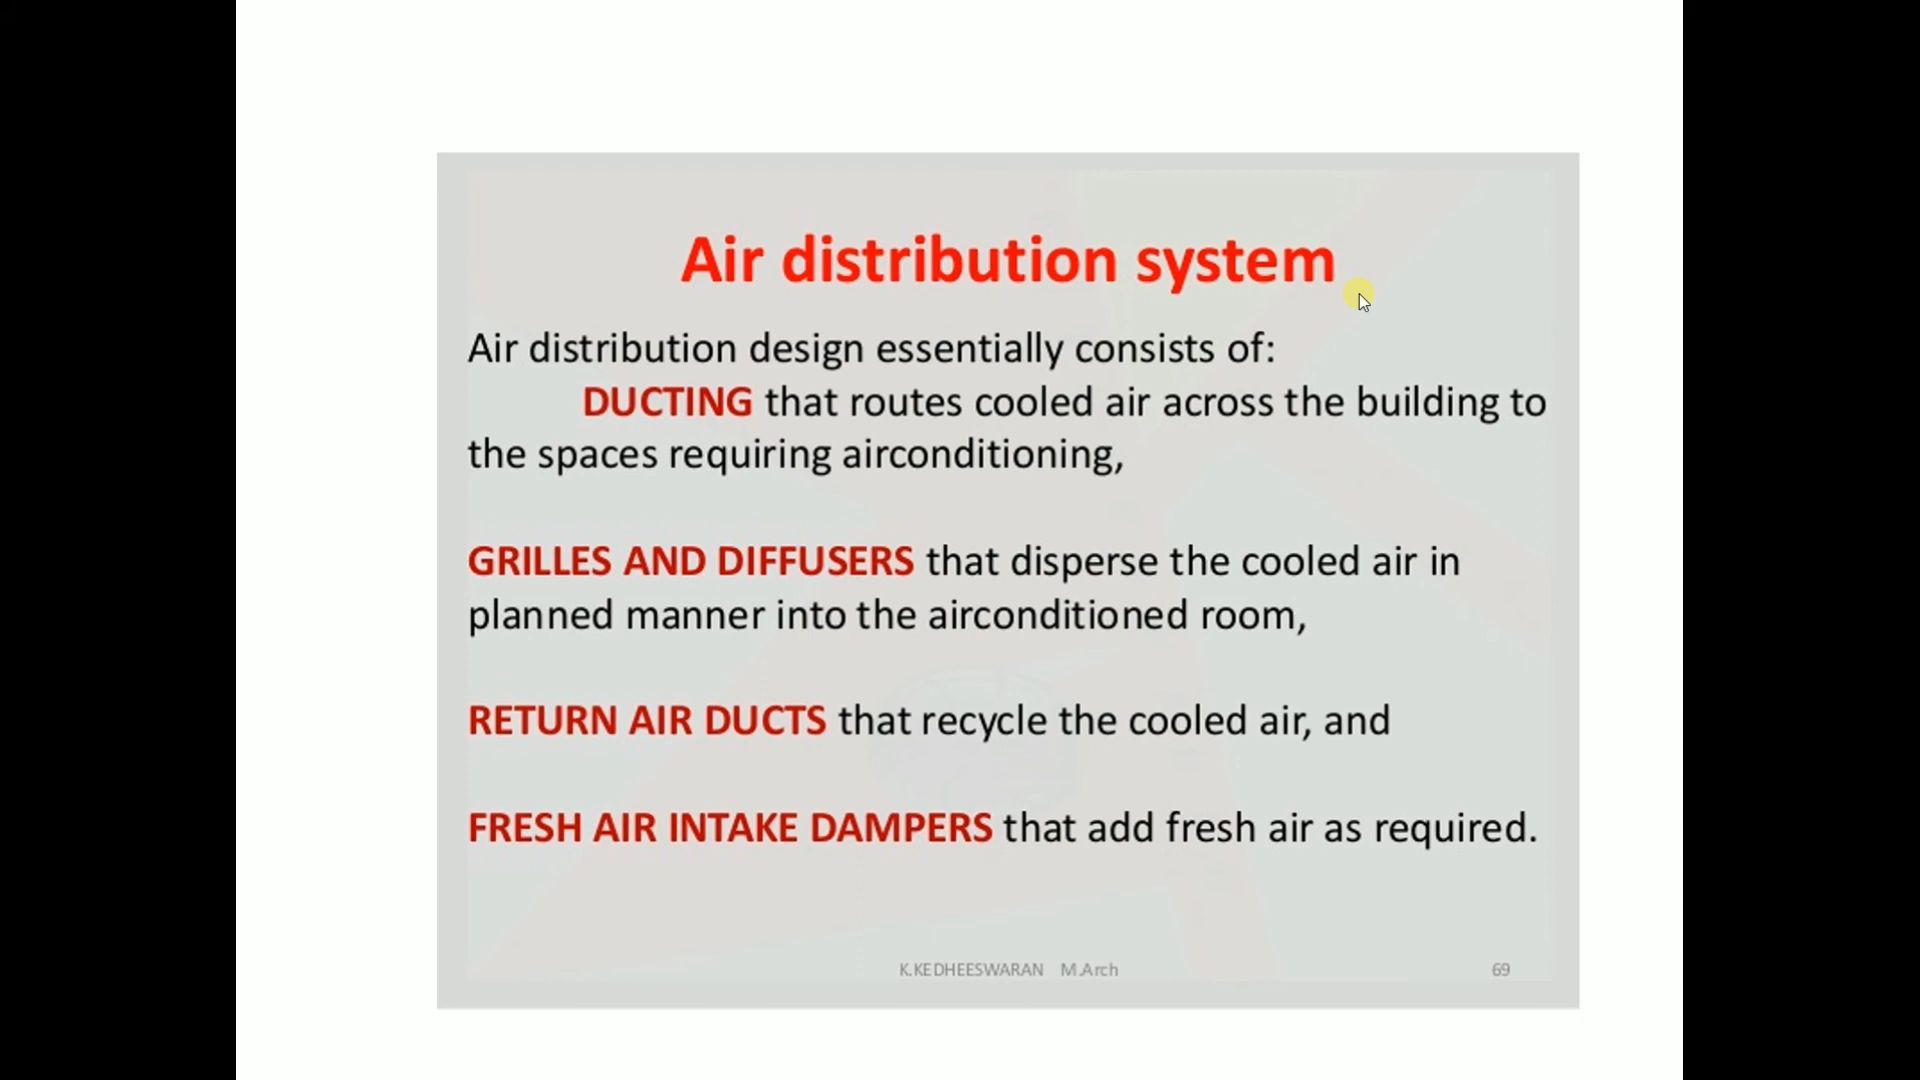 Air distribution system
Air distribution design essentially consists of:
DUCTING that routes cooled air across the building to
the spaces requiring airconditioning,
GRILLES AND DIFFUSERS that disperse the cooled air in
planned manner into the airconditioned room,
RETURN AIR DUCTS that recycle the cooled air, and
FRESH AIR INTAKE DAMPERS that add fresh air as required.
K.KEDHEESWARAN M.Arch
69